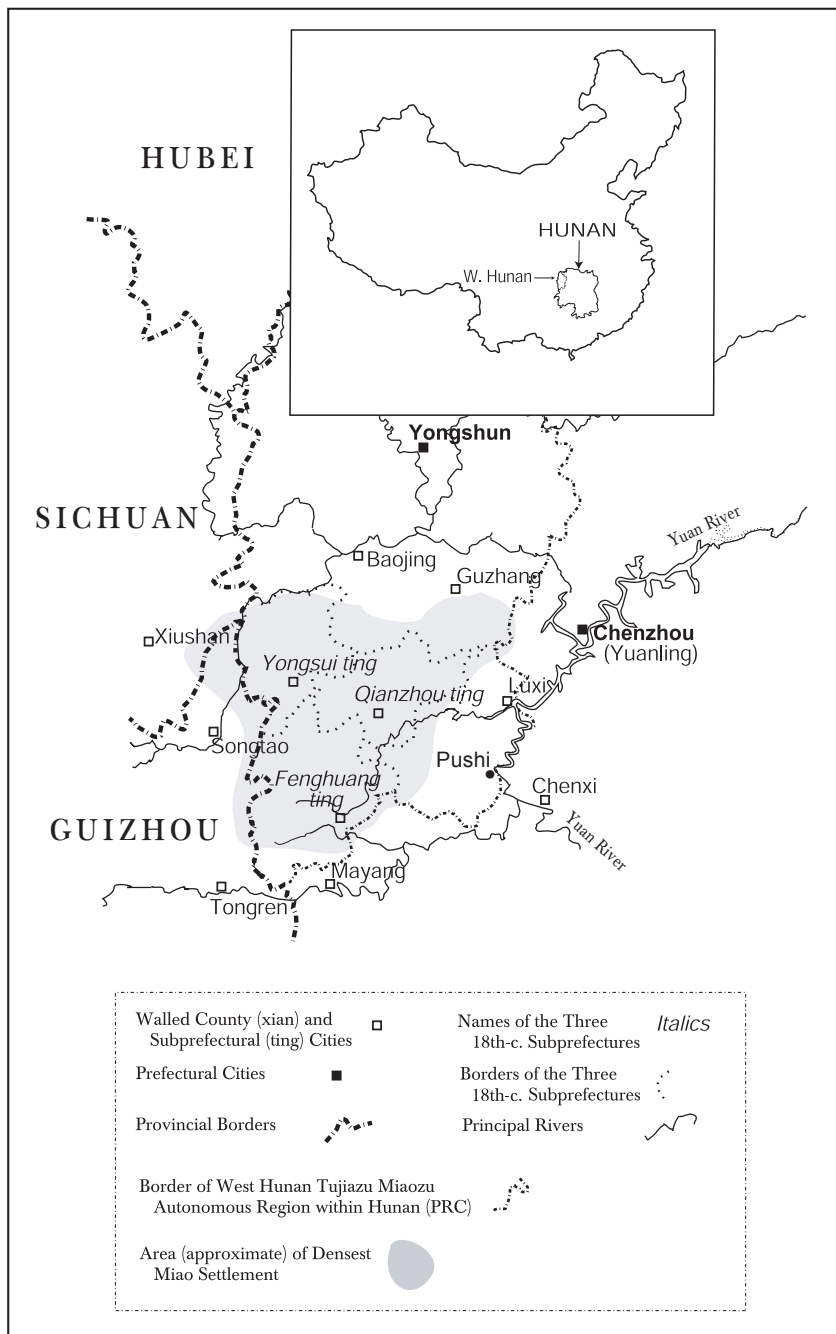 HUBEI
HUNAN
W. Hunan
Yongshun
SICHUAN
Yuan River
Baojing
Guzhang
Xiushan
Chenzhou
(Yuanling)
Yongsui ting
Qianzhou ting
Luxi
Songtao
Pushi
Fenghuang
ting
Chenxi
GUIZHOU
Yuan River
Mayang
Tongren
Walled County (xian) and
Subprefectural (ting) Cities
Names of the Three
18th-c. Subprefectures
Italics
Prefectural Cities
Borders of the Three
18th-c. Subprefectures
Provincial Borders
Principal Rivers
Border of West Hunan Tujiazu Miaozu
Autonomous Region within Hunan (PRC)
Area (approximate) of Densest
Miao Settlement